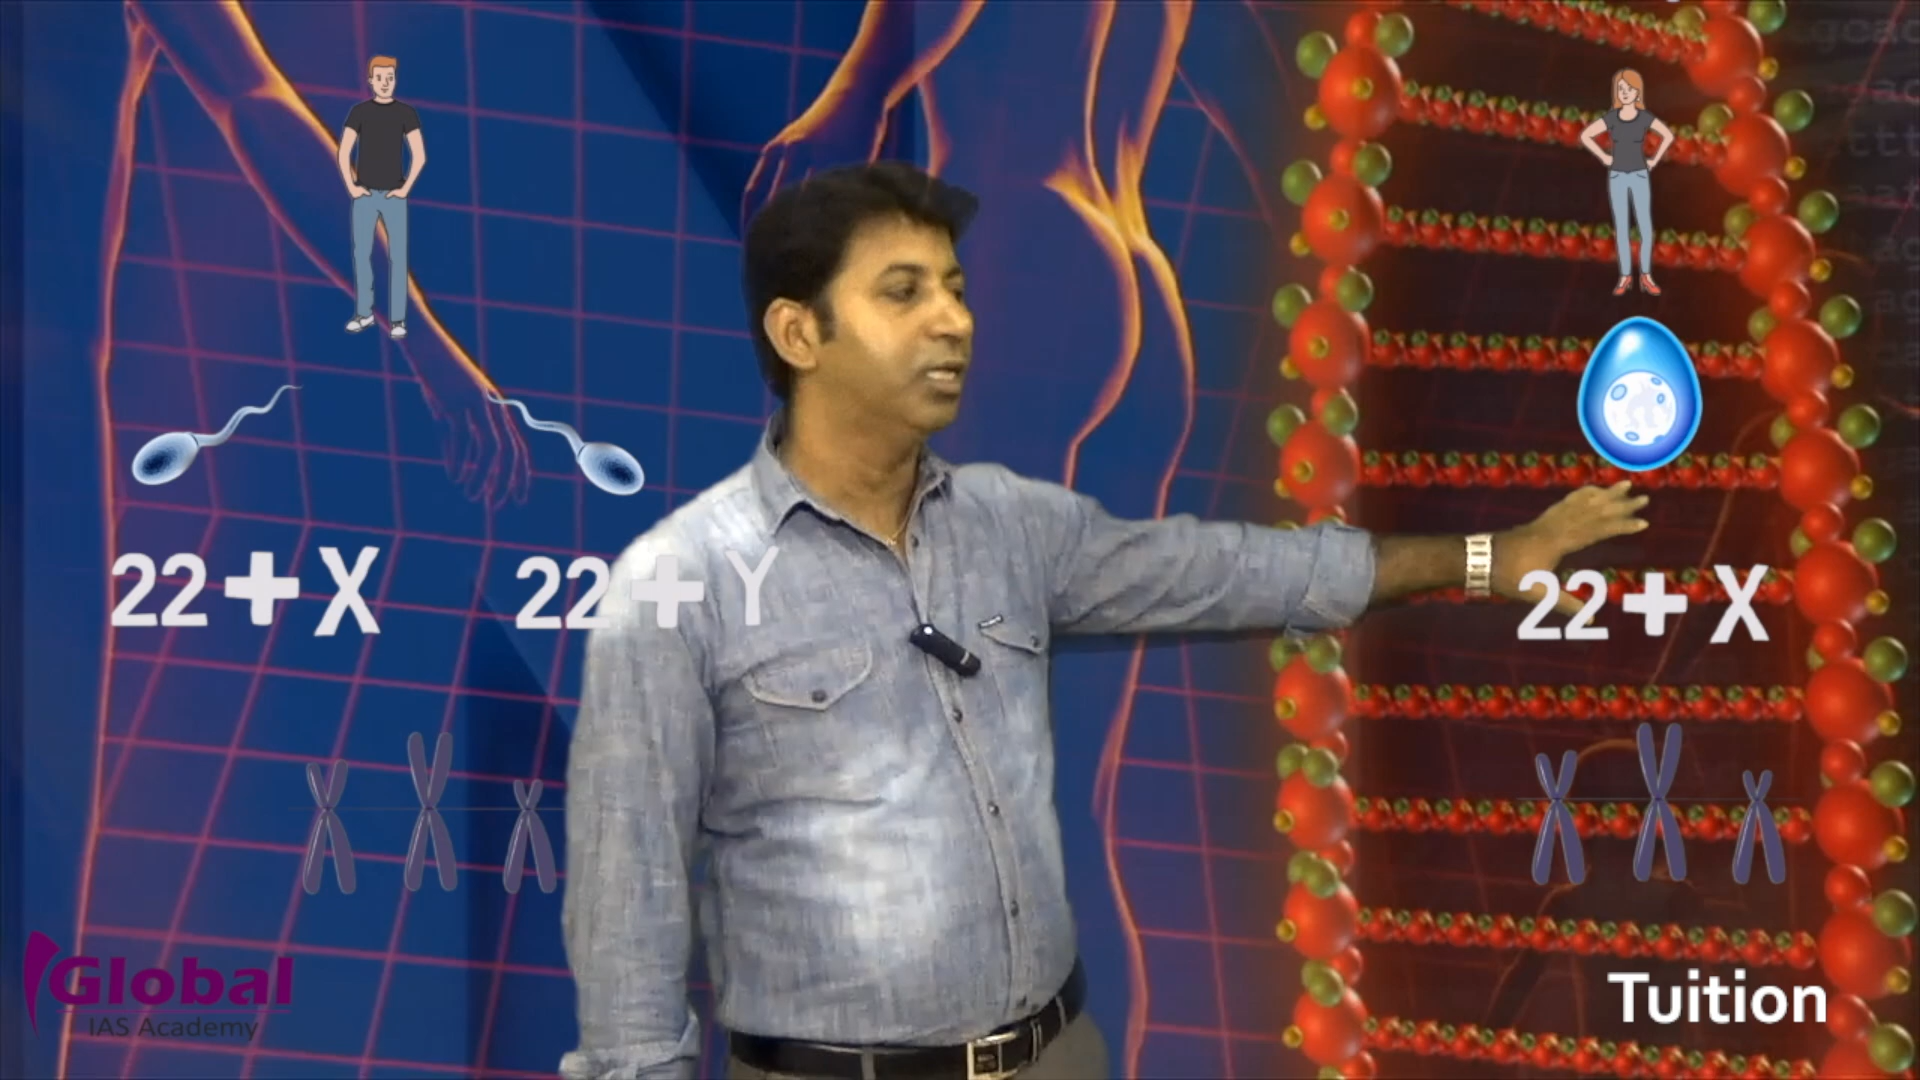 22 + X
22 + Y
22 + X
Global
IAS Academy
Tuition